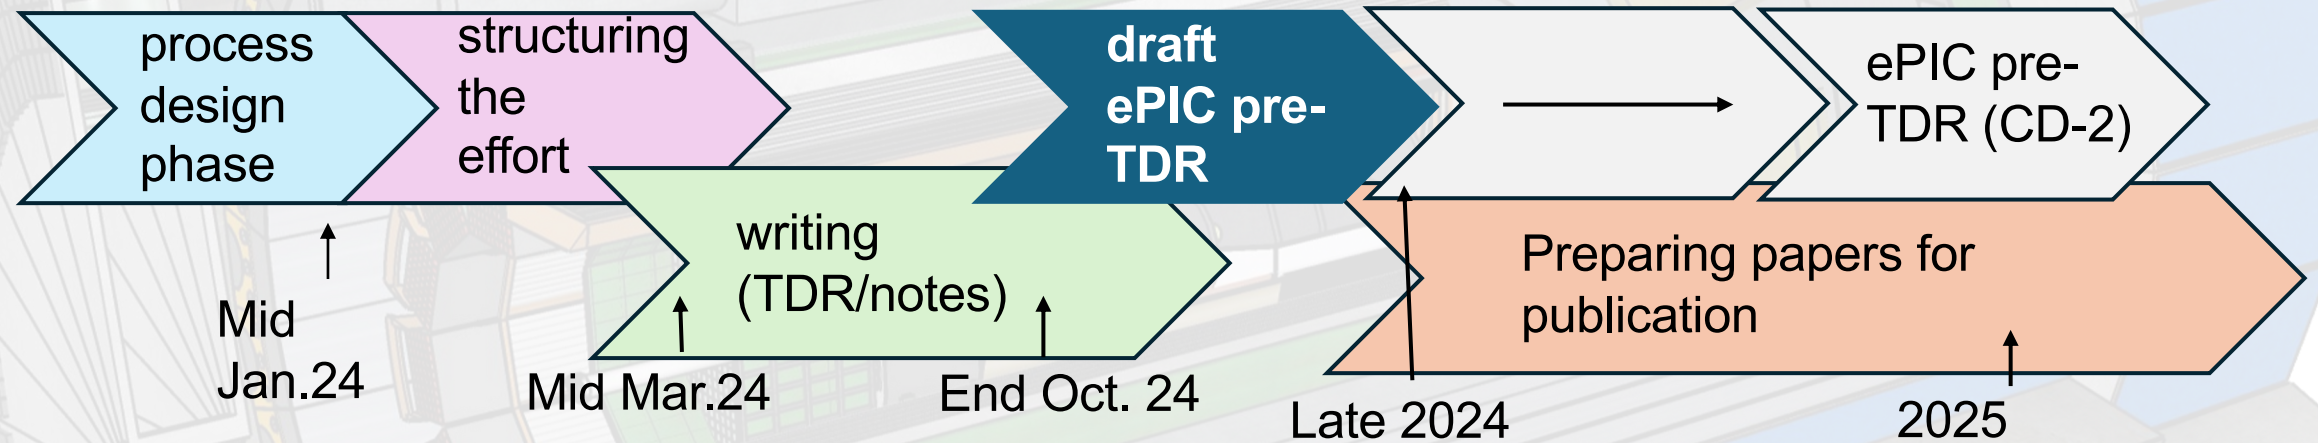 process
design
phase
structuring
the
effort
draft
ePIC pre-
TDR
ePIC pre-
TDR (CD-2)
writing
(TDR/notes)
Preparing papers for
publication
Mid
Jan.24
Mid Mar.24
End Oct. 24
Late 2024
2025